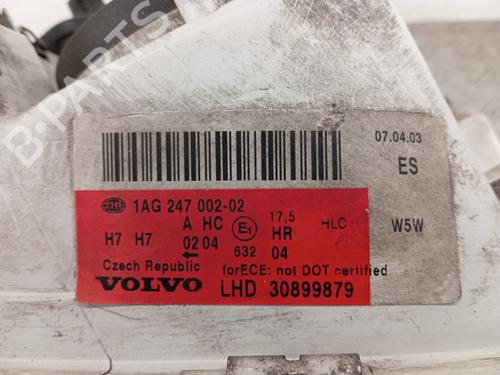 B-PARTS
07.04.03
ES
HELLA 1AG 247 002-02
A HC E1 17,5 HLC W5W
H7 H7 02 04 HR
← 632 04
Czech Republic forECE: not DOT certified
VOLVO LHD 30899879